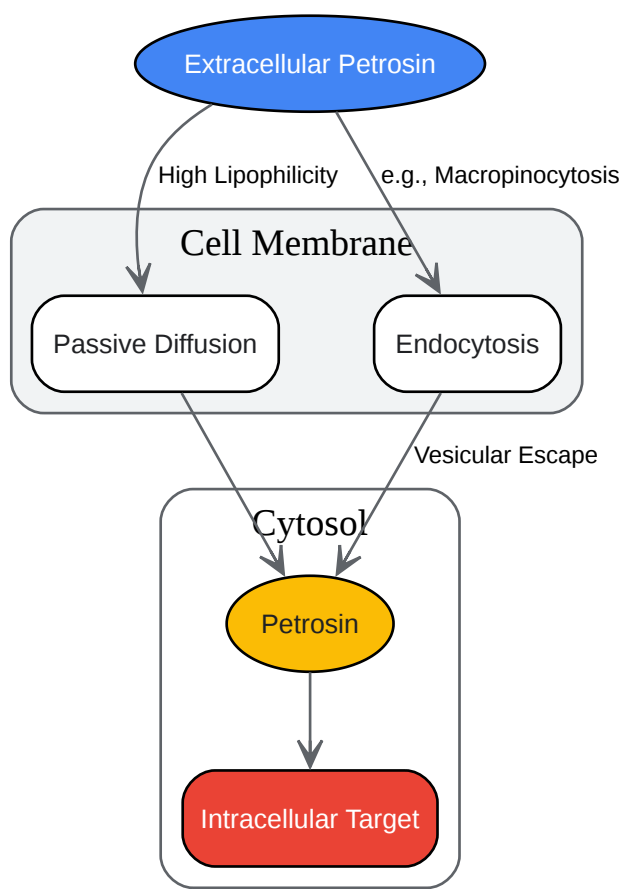 Extracellular Petrosin
High Lipophilicity
e.g., Macropinocytosis
Cell Membrane
Passive Diffusion
Endocytosis
Vesicular Escape
Cytosol
Petrosin
Intracellular Target